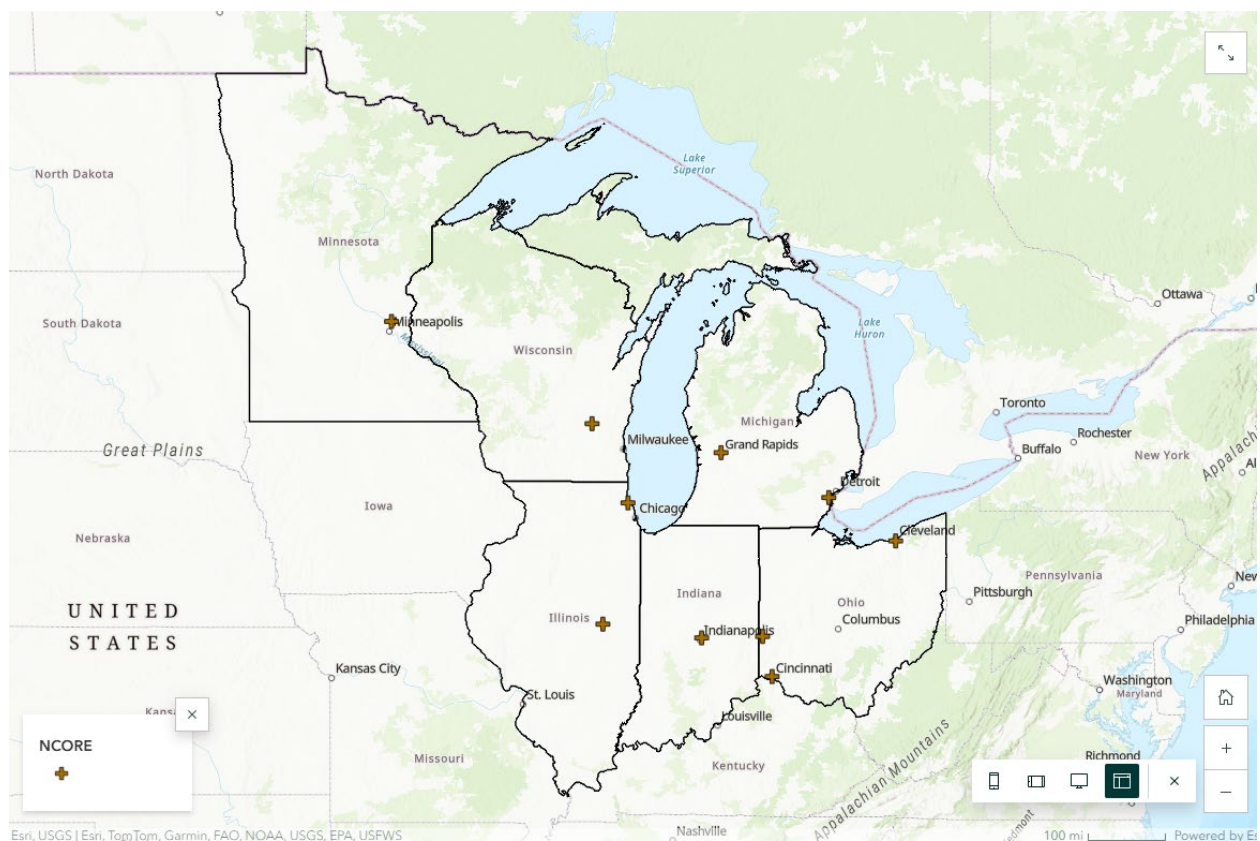 Lake
Superior
North Dakota
Minnesota
Ottawa
South Dakota
Minneapolis
Lake
Huron
Wisconsin
Toronto
Michigan
Rochester
Milwaukee
Grand Rapids
Buffalo
New York
Great Plains
Detroit
Iowa
Chicago
Cleveland
Nebraska
Pennsylvania
Indiana
Pittsburgh
UNITED
STATES
Illinois
Ohio
Columbus
Philadelphia
Indianapolis
Kansas City
Cincinnati
Washington
Maryland
St. Louis
Louisville
NCORE
Missouri
Kentucky
Appalachian Mountains
Richmond
Nashville
Esri, USGS | Esri, TomTom, Garmin, FAO, NOAA, USGS, EPA, USFWS
100 mi
Powered by Es